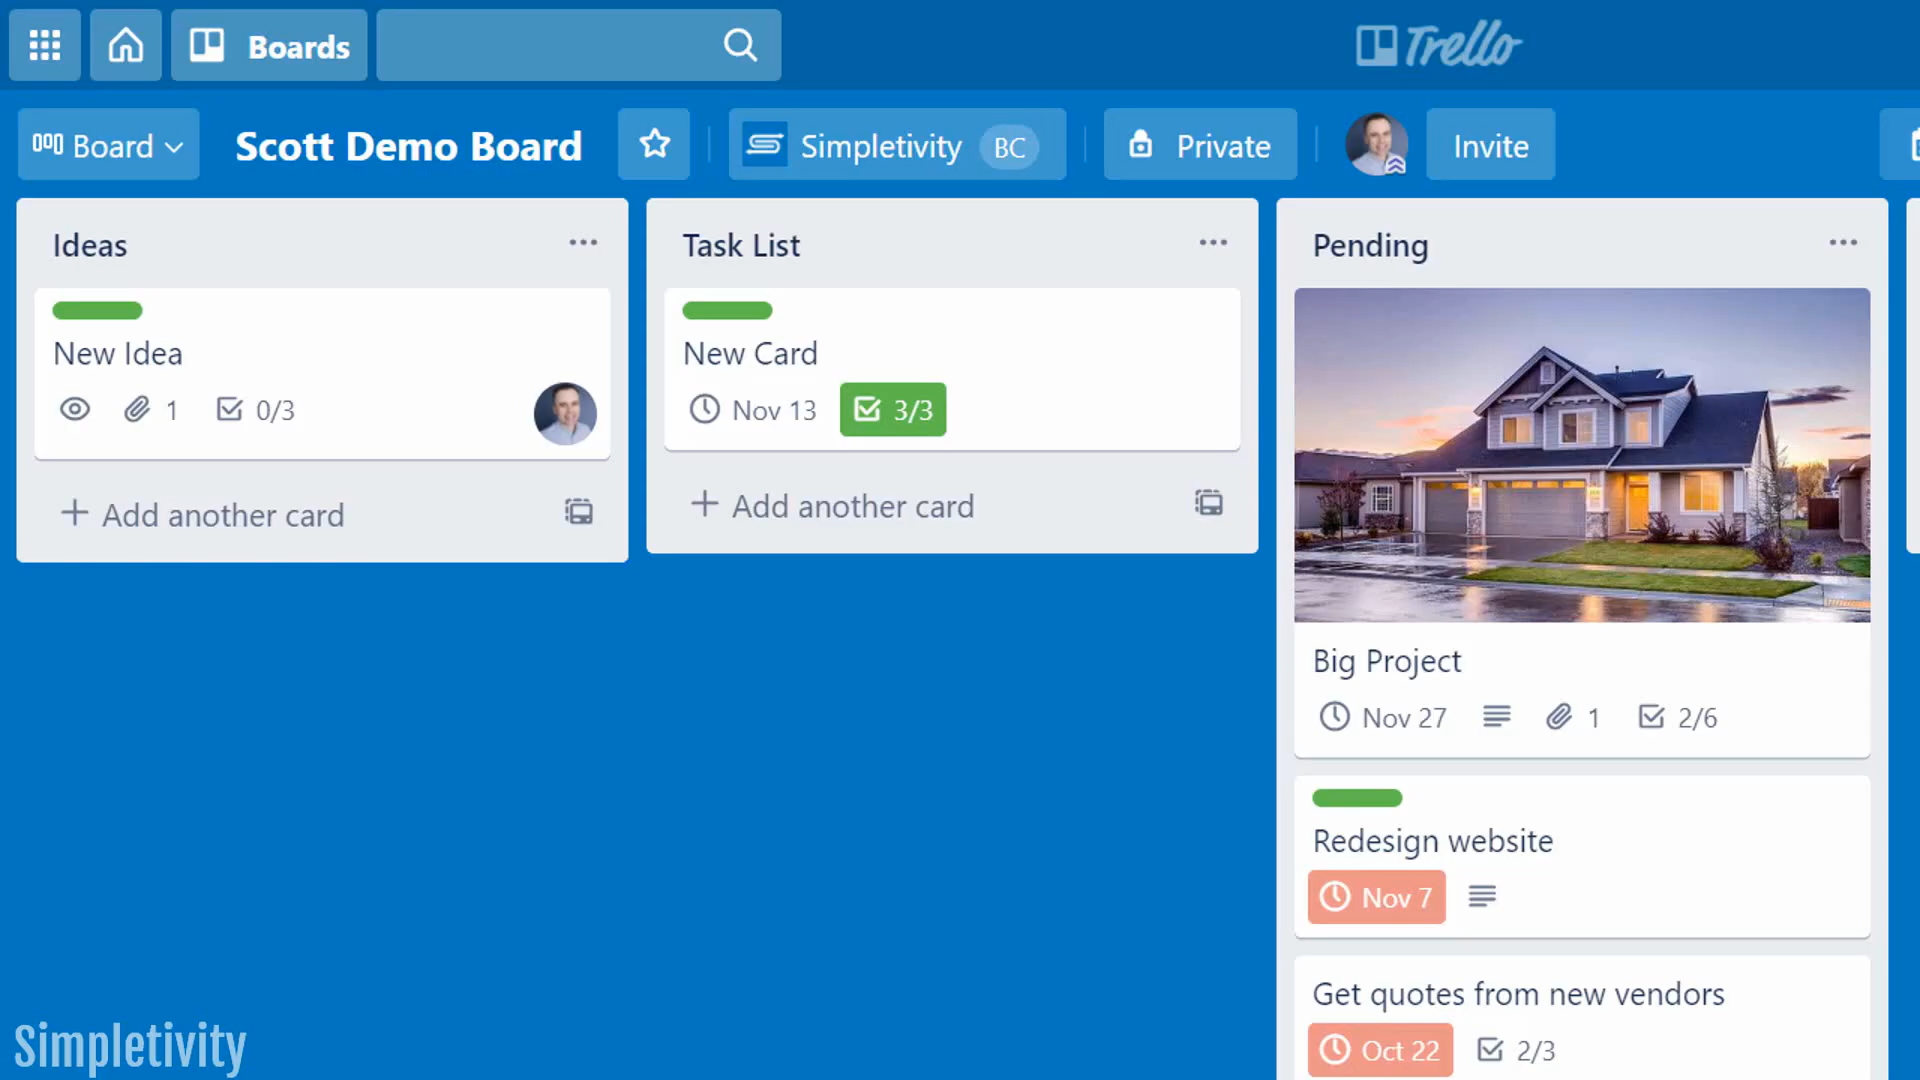 Boards
Trello
Board
Scott Demo Board
Simpletivity BC
Private
Invite
Ideas
New Idea
1
0/3
Add another card
Task List
New Card
Nov 13
3/3
Add another card
Pending
Big Project
Nov 27
1
2/6
Redesign website
Nov 7
Get quotes from new vendors
Oct 22
2/3
Simpletivity